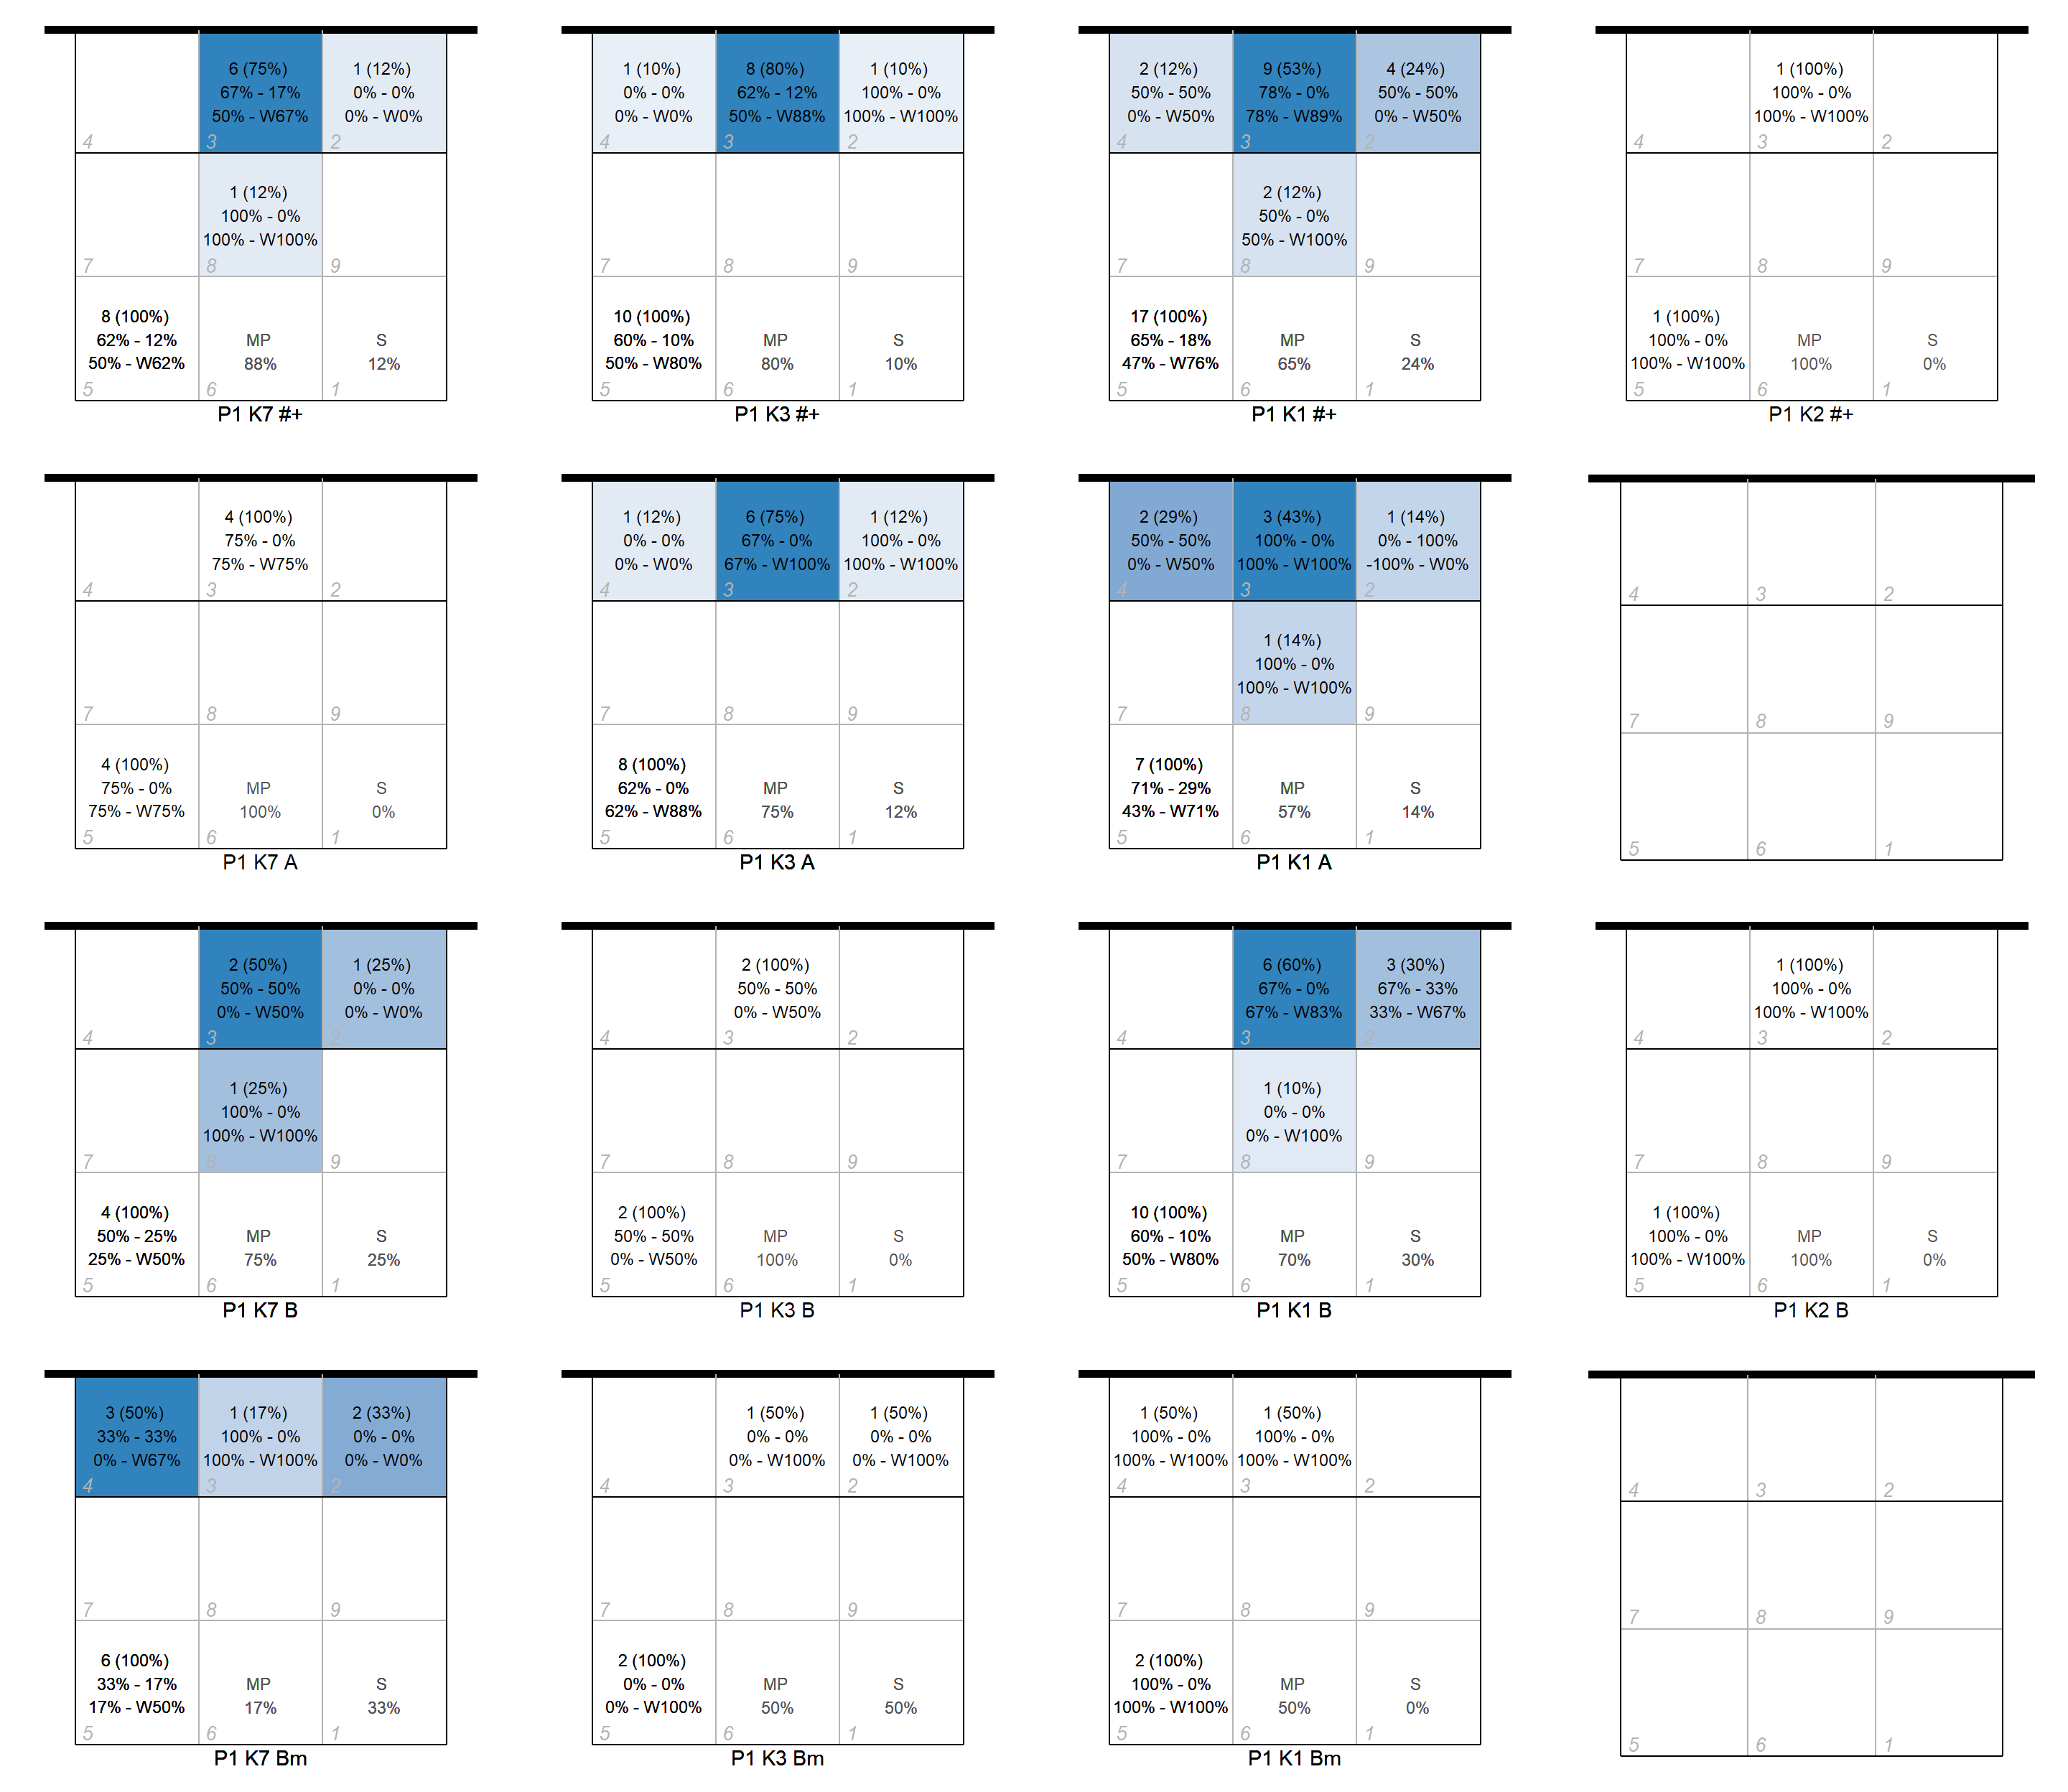 6 (75%)
67% - 17%
50% - W67%
1 (12%)
0% - 0%
0% - W0%
4
3
2
1 (12%)
100% - 0%
100% - W100%
7
8
9
8 (100%)
62% - 12%
50% - W62%
MP
88%
S
12%
5
6
1
P1 K7 #+
1 (10%)
0% - 0%
0% - W0%
8 (80%)
62% - 12%
50% - W88%
1 (10%)
100% - 0%
100% - W100%
4
3
2
7
8
9
10 (100%)
60% - 10%
50% - W80%
MP
80%
S
10%
5
6
1
P1 K3 #+
2 (12%)
50% - 50%
0% - W50%
9 (53%)
78% - 0%
78% - W89%
4 (24%)
50% - 50%
0% - W50%
4
3
2
2 (12%)
50% - 0%
50% - W100%
7
8
9
17 (100%)
65% - 18%
47% - W76%
MP
65%
S
24%
5
6
1
P1 K1 #+
1 (100%)
100% - 0%
100% - W100%
4
3
2
7
8
9
1 (100%)
100% - 0%
100% - W100%
MP
100%
S
0%
5
6
1
P1 K2 #+
4 (100%)
75% - 0%
75% - W75%
4
3
2
7
8
9
4 (100%)
75% - 0%
75% - W75%
MP
100%
S
0%
5
6
1
P1 K7 A
1 (12%)
0% - 0%
0% - W0%
6 (75%)
67% - 0%
67% - W100%
1 (12%)
100% - 0%
100% - W100%
4
3
2
7
8
9
8 (100%)
62% - 0%
62% - W88%
MP
75%
S
12%
5
6
1
P1 K3 A
2 (29%)
50% - 50%
0% - W50%
3 (43%)
100% - 0%
100% - W100%
1 (14%)
0% - 100%
-100% - W0%
4
3
2
1 (14%)
100% - 0%
100% - W100%
7
8
9
7 (100%)
71% - 29%
43% - W71%
MP
57%
S
14%
5
6
1
P1 K1 A
4
3
2
7
8
9
5
6
1
2 (50%)
50% - 50%
0% - W50%
1 (25%)
0% - 0%
0% - W0%
4
3
2
1 (25%)
100% - 0%
100% - W100%
7
8
9
4 (100%)
50% - 25%
25% - W50%
MP
75%
S
25%
5
6
1
P1 K7 B
2 (100%)
50% - 50%
0% - W50%
4
3
2
7
8
9
2 (100%)
50% - 50%
0% - W50%
MP
100%
S
0%
5
6
1
P1 K3 B
6 (60%)
67% - 0%
67% - W83%
3 (30%)
67% - 33%
33% - W67%
4
3
2
1 (10%)
0% - 0%
0% - W100%
7
8
9
10 (100%)
60% - 10%
50% - W80%
MP
70%
S
30%
5
6
1
P1 K1 B
1 (100%)
100% - 0%
100% - W100%
4
3
2
7
8
9
1 (100%)
100% - 0%
100% - W100%
MP
100%
S
0%
5
6
1
P1 K2 B
3 (50%)
33% - 33%
0% - W67%
1 (17%)
100% - 0%
100% - W100%
2 (33%)
0% - 0%
0% - W0%
4
3
2
7
8
9
6 (100%)
33% - 17%
17% - W50%
MP
17%
S
33%
5
6
1
P1 K7 Bm
1 (50%)
0% - 0%
0% - W100%
1 (50%)
0% - 0%
0% - W100%
4
3
2
7
8
9
2 (100%)
0% - 0%
0% - W100%
MP
50%
S
50%
5
6
1
P1 K3 Bm
1 (50%)
100% - 0%
100% - W100%
1 (50%)
100% - 0%
100% - W100%
4
3
2
7
8
9
2 (100%)
100% - 0%
100% - W100%
MP
50%
S
0%
5
6
1
P1 K1 Bm
4
3
2
7
8
9
5
6
1